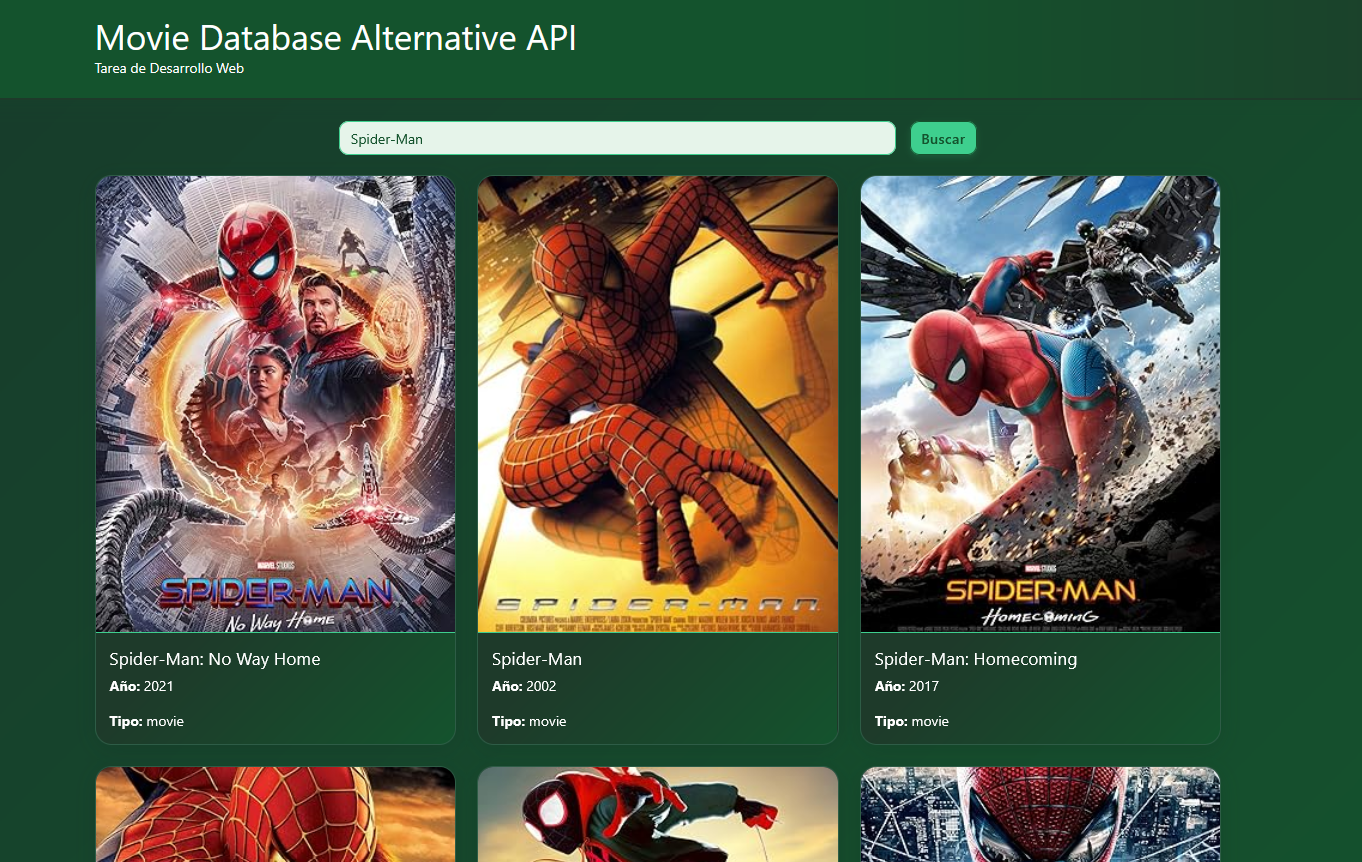 Movie Database Alternative API
Tarea de Desarrollo Web
Spider-Man
Buscar
MARVEL STUDIOS
SPIDER-MAN
No Way Home
SPIDER-MAN
MARVEL STUDIOS
SPIDER-MAN
HOMECOMING
Spider-Man: No Way Home
Año: 2021
Tipo: movie
Spider-Man
Año: 2002
Tipo: movie
Spider-Man: Homecoming
Año: 2017
Tipo: movie